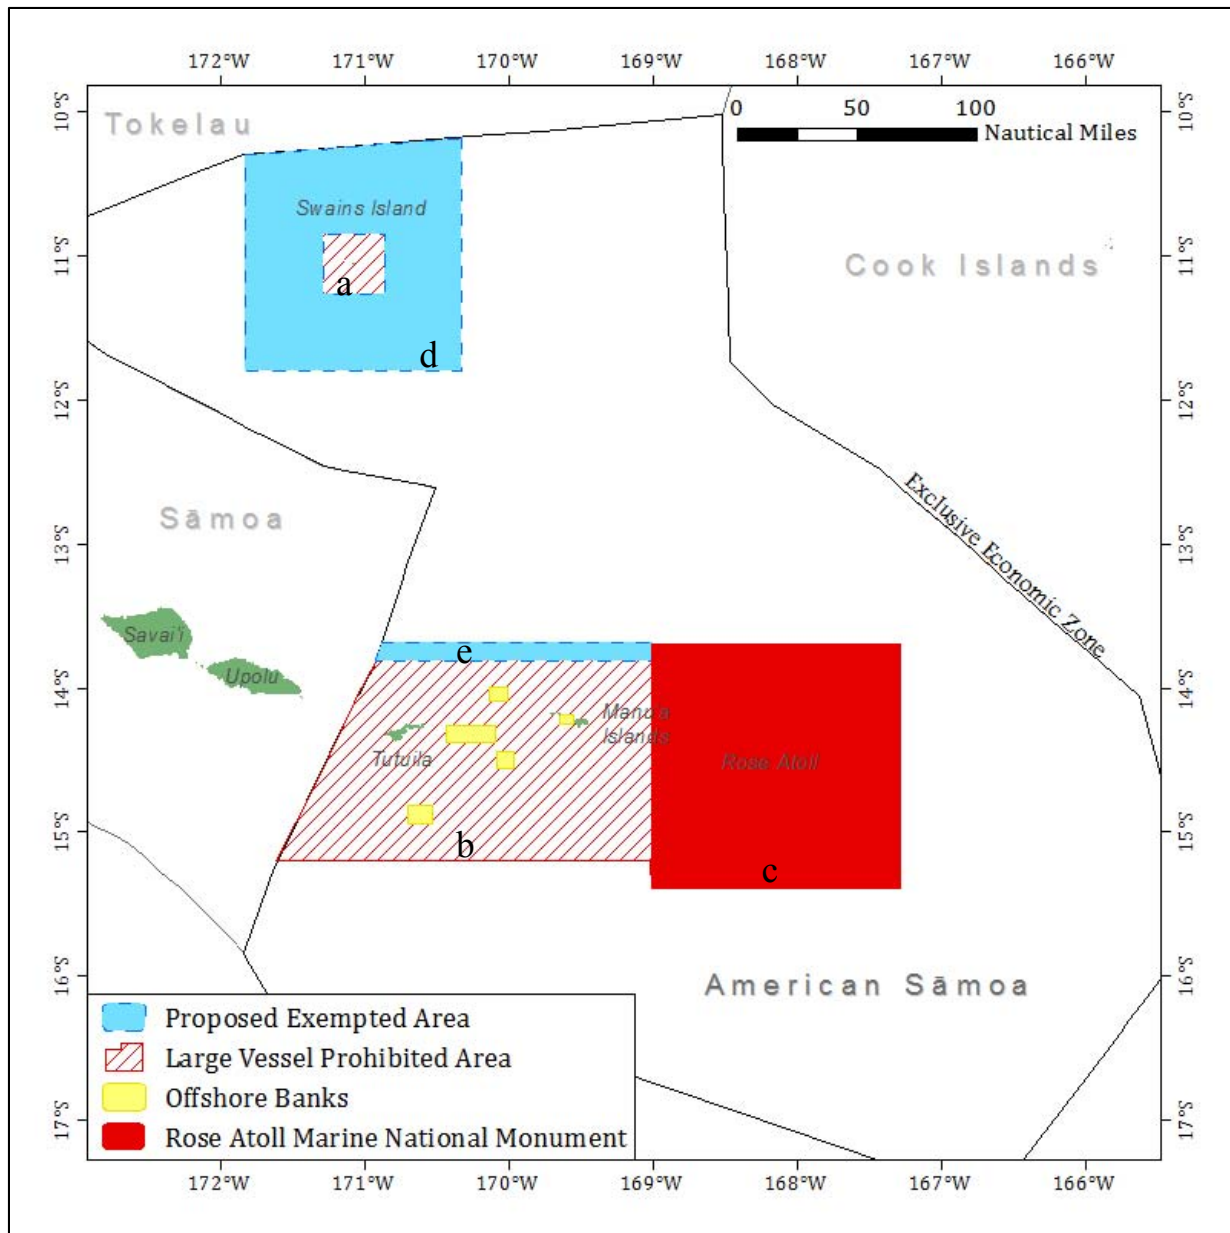 172°W 171°W 170°W 169°W 168°W 167°W 166°W
10°S
11°S
12°S
13°S
14°S
15°S
16°S
17°S
Tokelau
0 50 100
Nautical Miles
Swains Island
a
d
Cook Islands
Exclusive Economic Zone
Sāmoa
Savai'i
Upolu
e
Manua
Islands
Tutuila
Rose Atoll
b
c
American Sāmoa
10°S
11°S
12°S
13°S
14°S
15°S
16°S
17°S
Proposed Exempted Area
Large Vessel Prohibited Area
Offshore Banks
Rose Atoll Marine National Monument
172°W 171°W 170°W 169°W 168°W 167°W 166°W